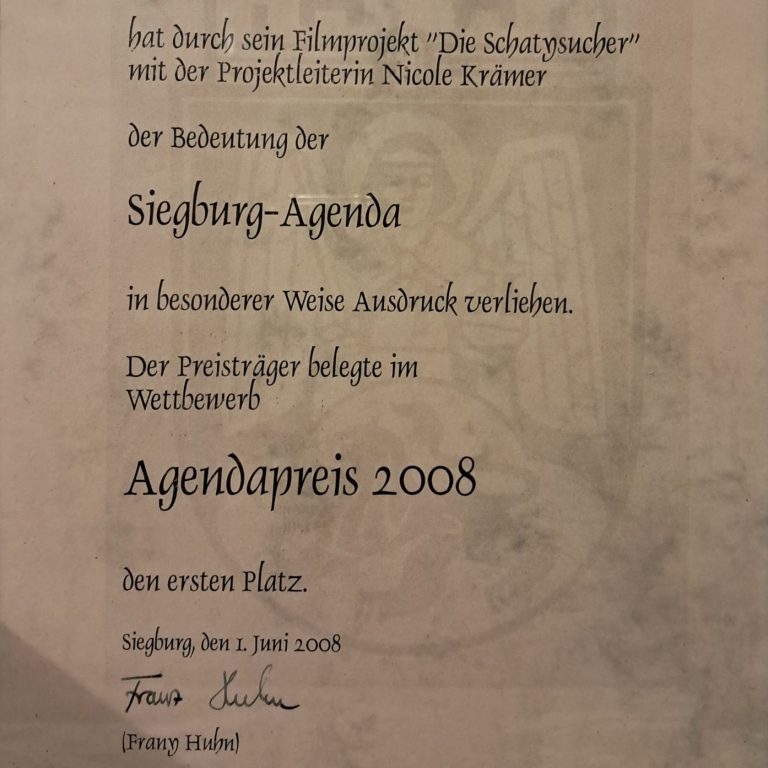 hat durch sein Filmprojekt "Die Schatzsucher"
mit der Projektleiterin Nicole Krämer
der Bedeutung der
Siegburg-Agenda
in besonderer Weise Ausdruck verliehen.
Der Preisträger belegte im
Wettbewerb
Agendapreis 2008
den ersten Platz.
Siegburg, den 1. Juni 2008
Franz Huhn
(Franz Huhn)